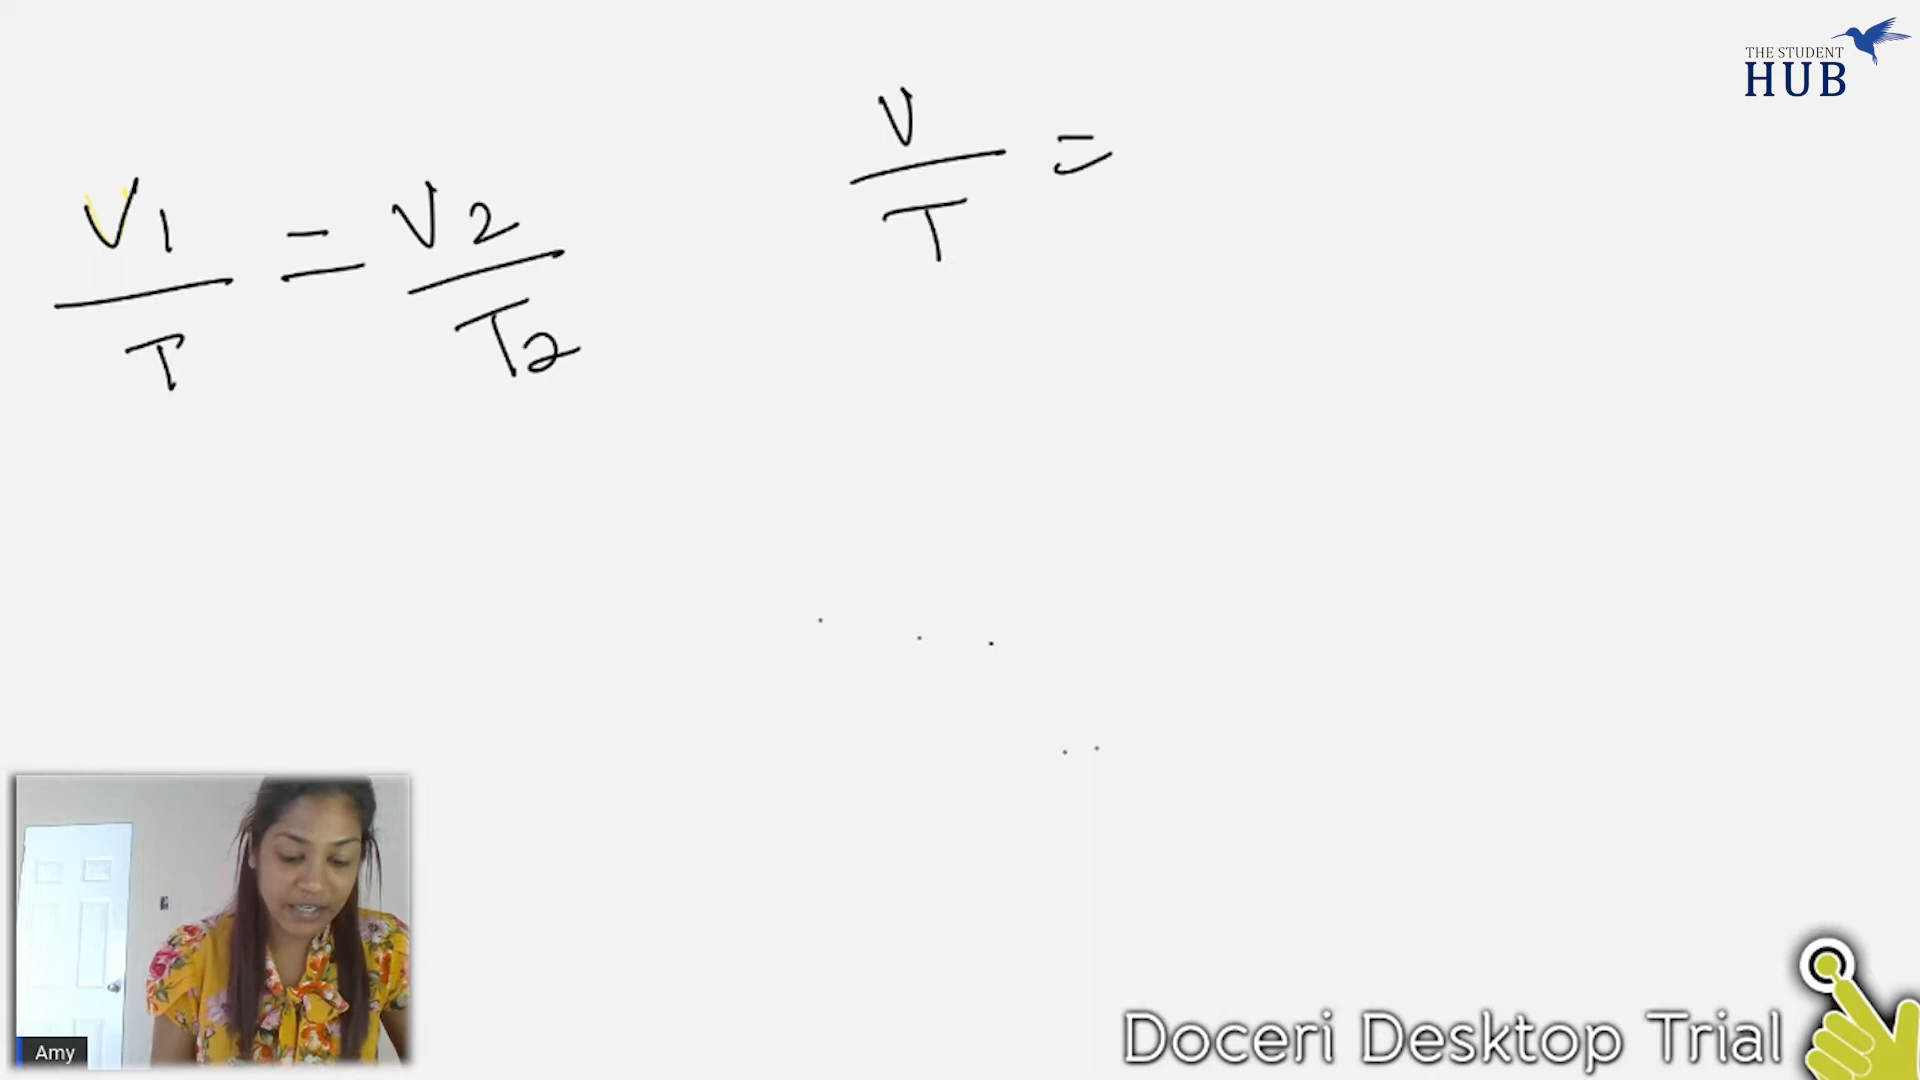 THE STUDENT
HUB
V1 = V2
T T2
V =
T
Amy
Doceri Desktop Trial